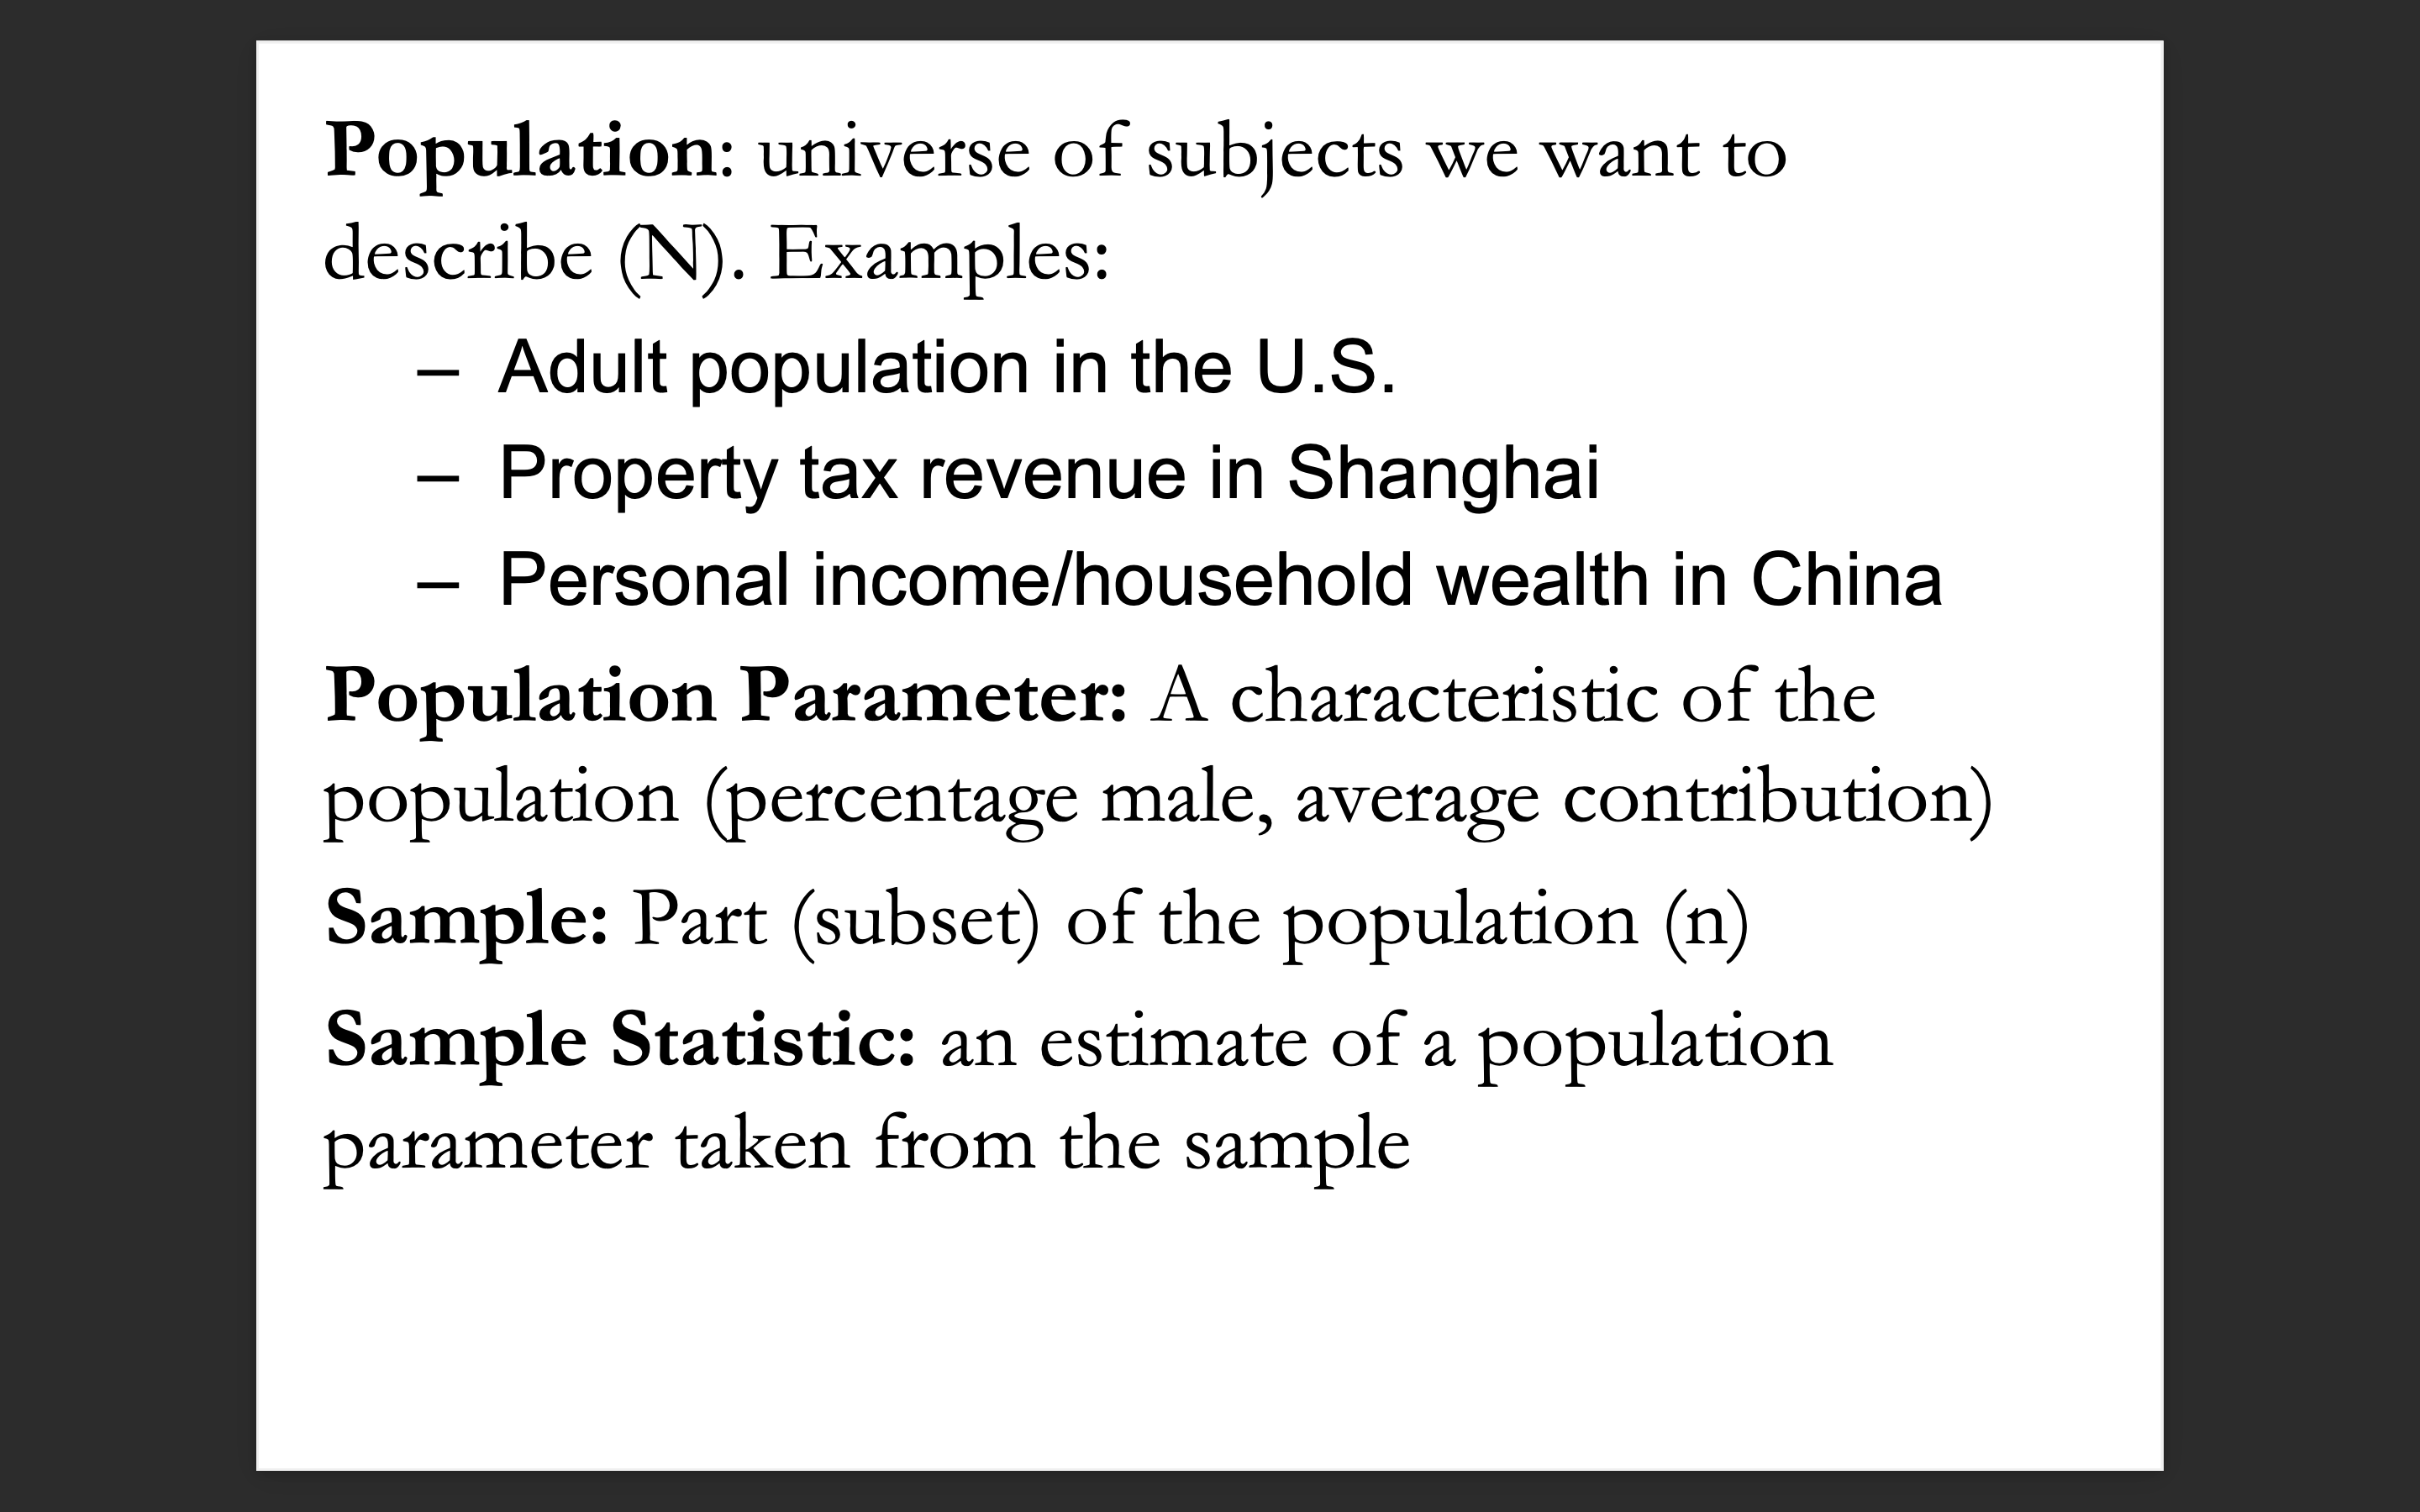 Population: universe of subjects we want to
describe (N). Examples:
– Adult population in the U.S.
– Property tax revenue in Shanghai
– Personal income/household wealth in China
Population Parameter: A characteristic of the
population (percentage male, average contribution)
Sample: Part (subset) of the population (n)
Sample Statistic: an estimate of a population
parameter taken from the sample